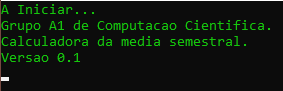 A Iniciar...
Grupo A1 de Computacao Cientifica.
Calculadora da media semestral.
Versao 0.1